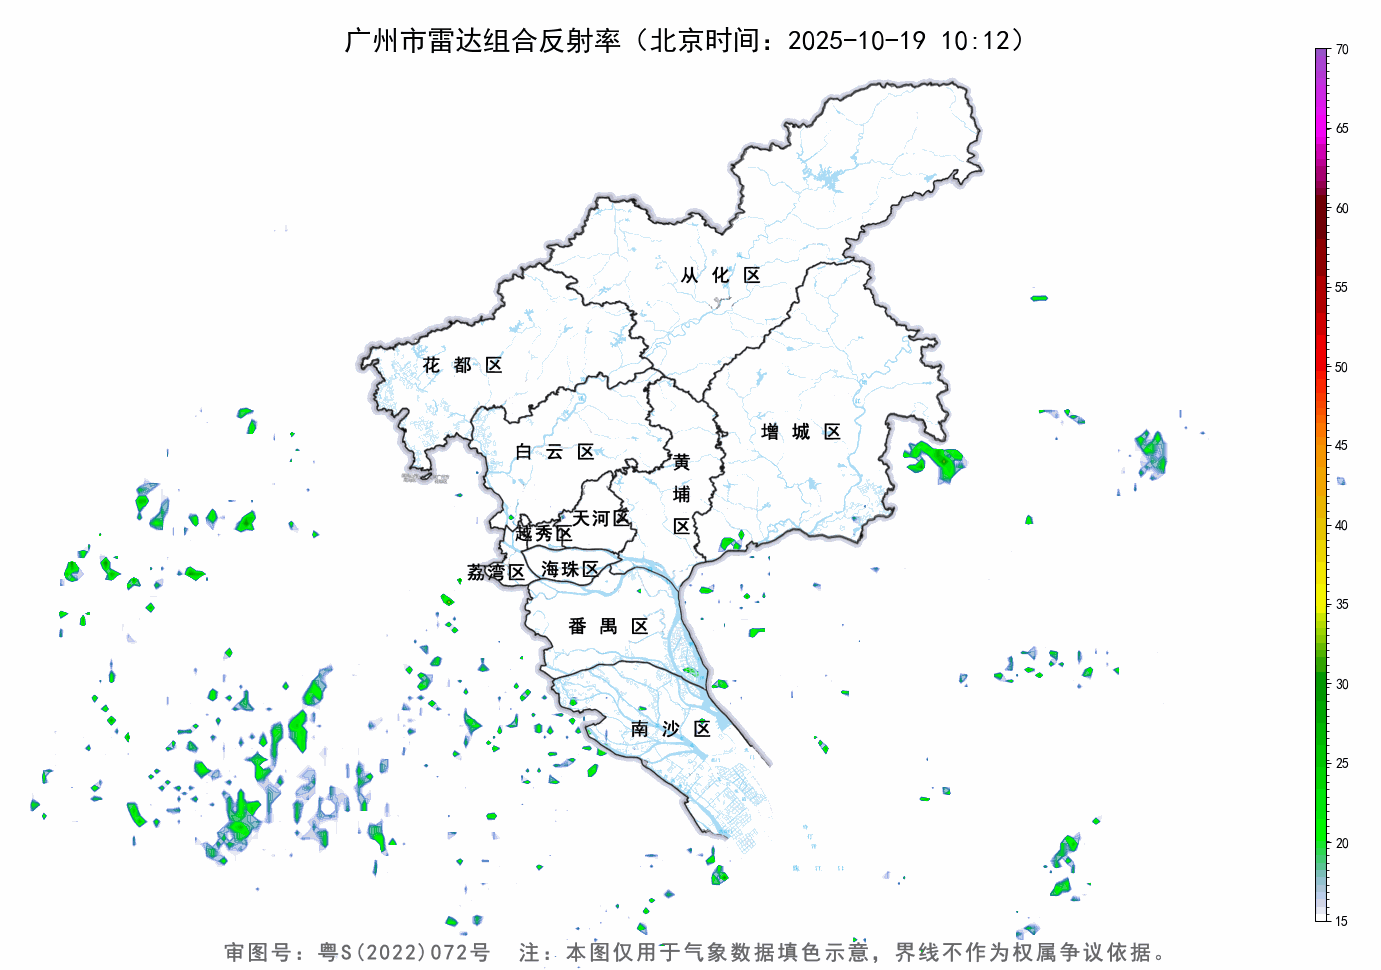 广州市雷达组合反射率（北京时间：2025-10-19 10:12）
70
65
60
55
50
45
40
35
30
25
20
15
从化区
花都区
增城区
白云区
黄埔区
天河区
越秀区
荔湾区
海珠区
番禺区
南沙区
审图号：粤S(2022)072号 注：本图仅用于气象数据填色示意，界线不作为权属争议依据。